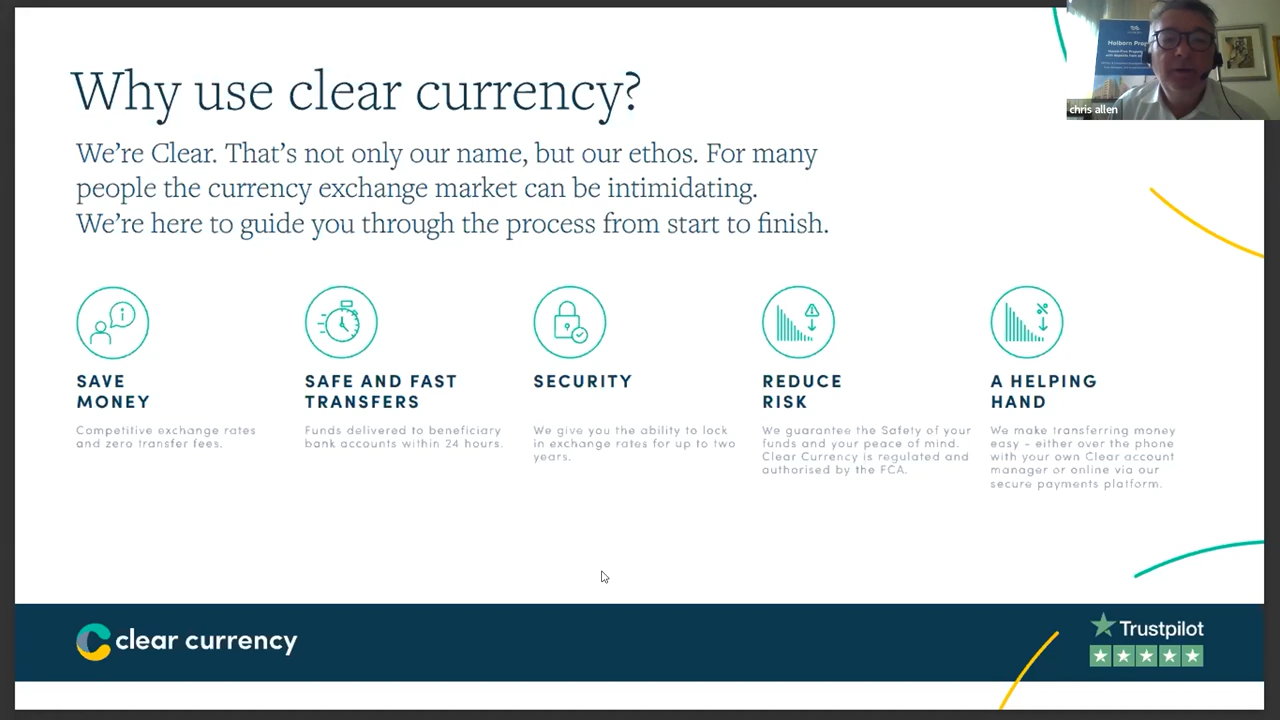 Why use clear currency?
We're Clear. That's not only our name, but our ethos. For many
people the currency exchange market can be intimidating.
We're here to guide you through the process from start to finish.
SAVE
MONEY
Competitive exchange rates
and zero transfer fees.
SAFE AND FAST
TRANSFERS
Funds delivered to beneficiary
bank accounts within 24 hours.
SECURITY
We give you the ability to lock
in exchange rates for up to two
years.
REDUCE
RISK
We guarantee the Safety of your
funds and your peace of mind.
Clear Currency is regulated and
authorised by the FCA.
A HELPING
HAND
We make transferring money
easy - either over the phone
with your own Clear account
manager or online via our
secure payments platform.
clear currency
Trustpilot
Holborn
chris allen